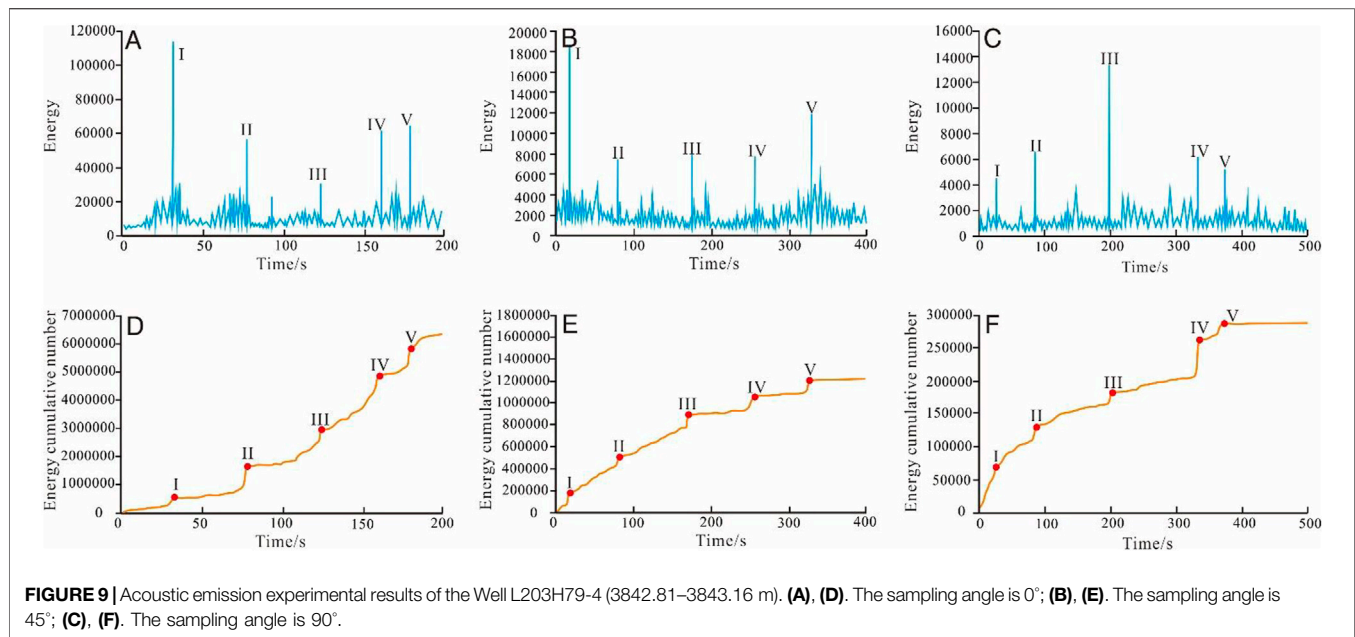 A
Energy
120000
100000
80000
60000
40000
20000
0
I
II
III
IV
V
0 50 100 150 200
Time/s
B
Energy
20000
18000
16000
14000
12000
10000
8000
6000
4000
2000
0
I
II
III
IV
V
0 100 200 300 400
Time/s
C
Energy
16000
14000
12000
10000
8000
6000
4000
2000
0
I
II
III
IV
V
0 100 200 300 400 500
Time/s
D
Energy cumulative number
7000000
6000000
5000000
4000000
3000000
2000000
1000000
0
I
II
III
IV
V
0 50 100 150 200
Time/s
E
Energy cumulative number
1800000
1600000
1400000
1200000
1000000
800000
600000
400000
200000
0
I
II
III
IV
V
0 100 200 300 400
Time/s
F
Energy cumulative number
300000
250000
200000
150000
100000
50000
0
I
II
III
IV
V
0 100 200 300 400 500
Time/s
FIGURE 9 | Acoustic emission experimental results of the Well L203H79-4 (3842.81–3843.16 m). (A), (D). The sampling angle is 0°; (B), (E). The sampling angle is
45°; (C), (F). The sampling angle is 90°.